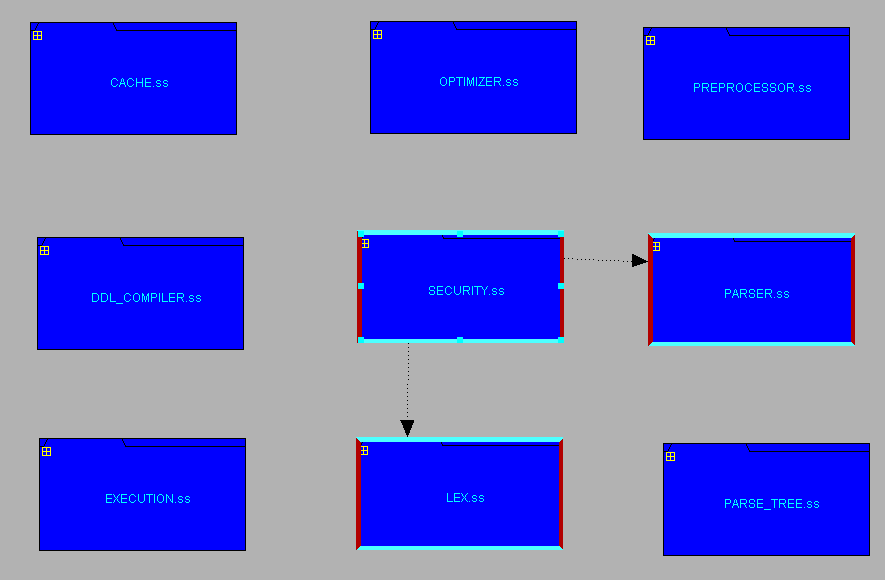 CACHE.ss
OPTIMIZER.ss
PREPROCESSOR.ss
DDL_COMPILER.ss
SECURITY.ss
PARSER.ss
EXECUTION.ss
LEX.ss
PARSE_TREE.ss